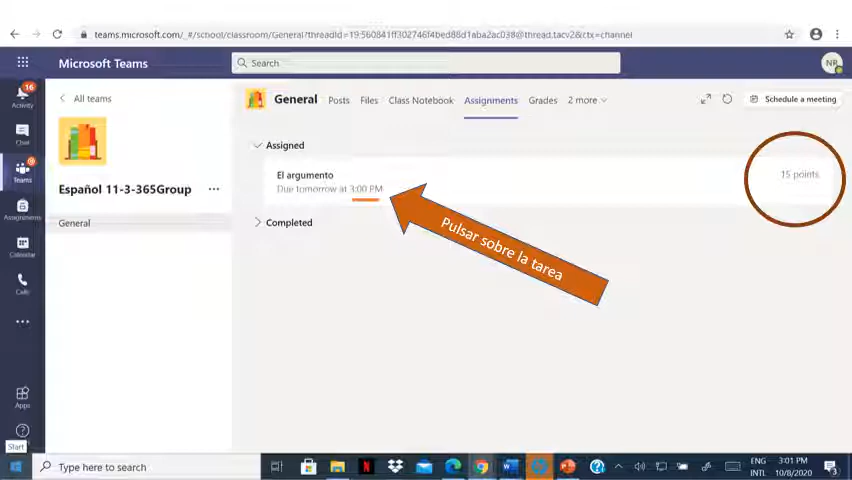 teams.microsoft.com/_#/school/classroom/General?threadId=19:560841ff302746f4bed88d1aba2ac038@thread.tacv2&ctx=channel
Microsoft Teams
Search
NR
16
Activity
Chat
9
Teams
Assignments
Calendar
Calls
Apps
Start
All teams
Español 11-3-365Group
General
General Posts Files Class Notebook Assignments Grades 2 more
Schedule a meeting
Assigned
El argumento
Due tomorrow at 3:00 PM
15 points
Completed
Pulsar sobre la tarea
Type here to search
ENG
INTL
3:01 PM
10/8/2020
3